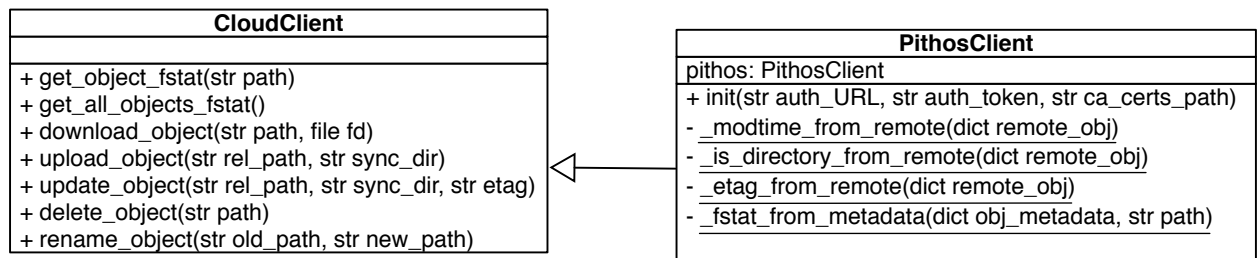 CloudClient
+ get_object_fstat(str path)
+ get_all_objects_fstat()
+ download_object(str path, file fd)
+ upload_object(str rel_path, str sync_dir)
+ update_object(str rel_path, str sync_dir, str etag)
+ delete_object(str path)
+ rename_object(str old_path, str new_path)
PithosClient
pithos: PithosClient
+ init(str auth_URL, str auth_token, str ca_certs_path)
- _modtime_from_remote(dict remote_obj)
- _is_directory_from_remote(dict remote_obj)
- _etag_from_remote(dict remote_obj)
- _fstat_from_metadata(dict obj_metadata, str path)